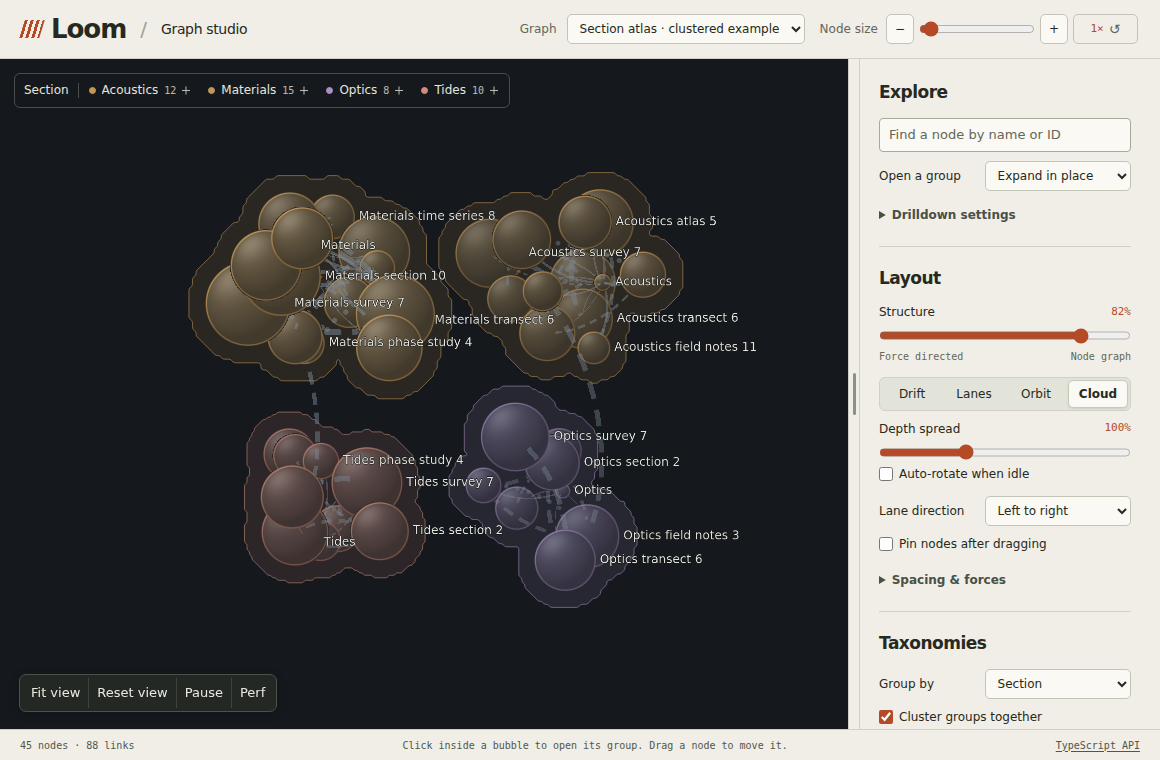 Loom / Graph studio
Graph Section atlas · clustered example Node size − + 1× ↺
Section Acoustics 12 + Materials 15 + Optics 8 + Tides 10 +
Materials time series 8
Materials
Materials section 10
Materials survey 7
Materials transect 6
Materials phase study 4
Acoustics atlas 5
Acoustics survey 7
Acoustics
Acoustics transect 6
Acoustics field notes 11
Tides phase study 4
Tides survey 7
Tides section 2
Tides
Optics survey 7
Optics section 2
Optics
Optics field notes 3
Optics transect 6
Fit view Reset view Pause Perf
Explore
Find a node by name or ID
Open a group Expand in place
Drilldown settings
Layout
Structure 82%
Force directed Node graph
Drift Lanes Orbit Cloud
Depth spread 100%
Auto-rotate when idle
Lane direction Left to right
Pin nodes after dragging
Spacing & forces
Taxonomies
Group by Section
Cluster groups together
45 nodes · 88 links
Click inside a bubble to open its group. Drag a node to move it.
TypeScript API